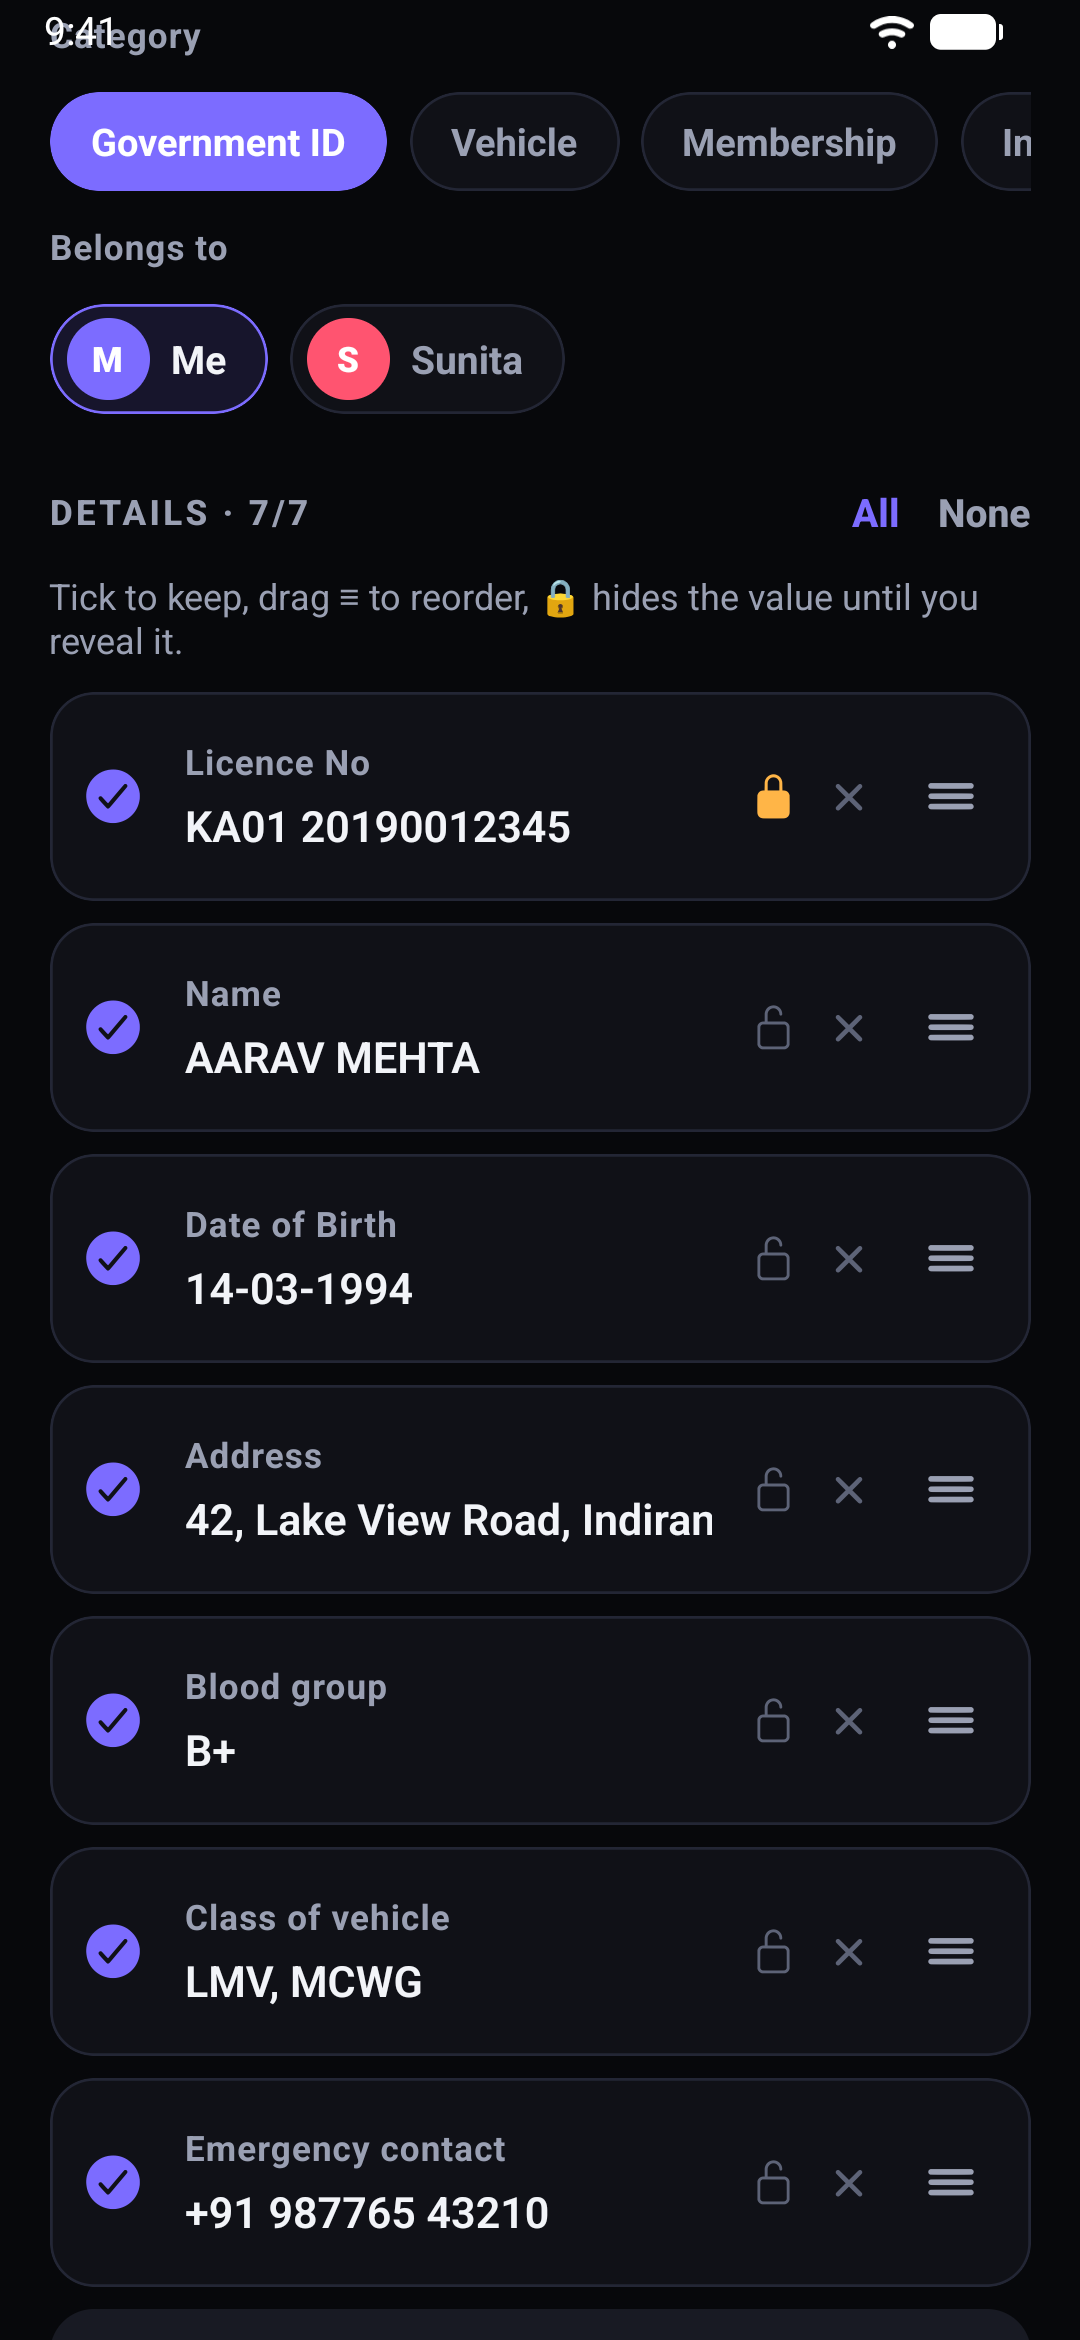 9:41
Category
Government ID
Vehicle
Membership
In
Belongs to
M
Me
S
Sunita
DETAILS · 7/7
All
None
Tick to keep, drag ≡ to reorder, 🔒 hides the value until you
reveal it.
Licence No
KA01 20190012345
Name
AARAV MEHTA
Date of Birth
14-03-1994
Address
42, Lake View Road, Indiran
Blood group
B+
Class of vehicle
LMV, MCWG
Emergency contact
+91 987765 43210